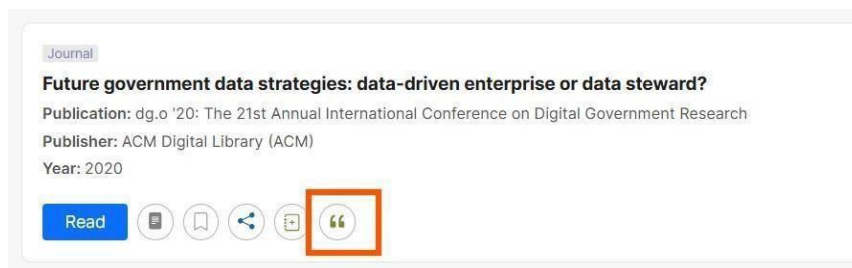 Journal
Future government data strategies: data-driven enterprise or data steward?
Publication: dg.o '20: The 21st Annual International Conference on Digital Government Research
Publisher: ACM Digital Library (ACM)
Year: 2020
Read